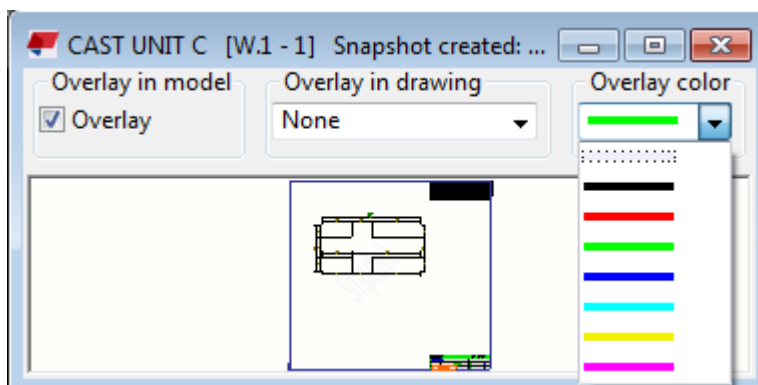 CAST UNIT C [W.1 - 1] Snapshot created: ...
Overlay in model
Overlay in drawing
Overlay color
Overlay
None